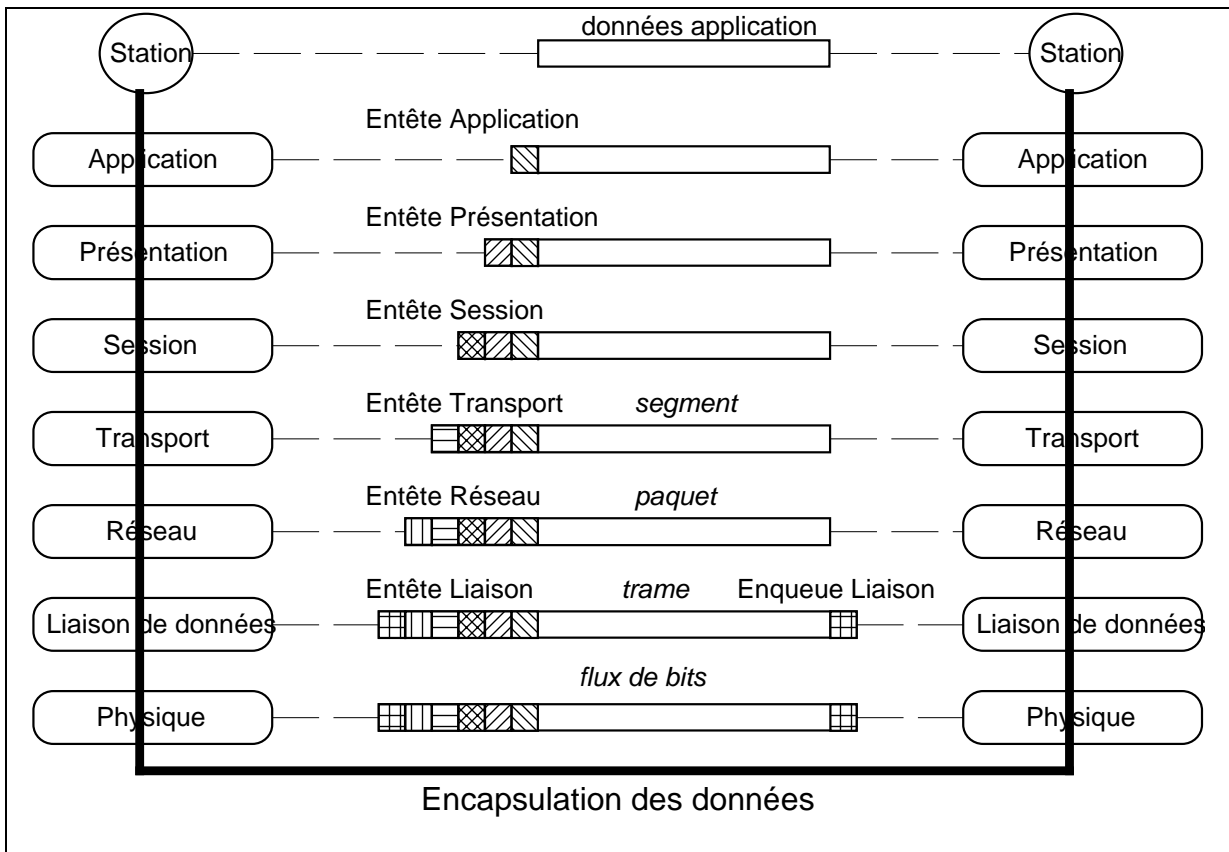 données application
Station
Station
Entête Application
Application
Application
Entête Présentation
Présentation
Présentation
Entête Session
Session
Session
Entête Transport
segment
Transport
Transport
Entête Réseau
paquet
Réseau
Réseau
Entête Liaison
trame
Enqueue Liaison
Liaison de données
Liaison de données
flux de bits
Physique
Physique
Encapsulation des données